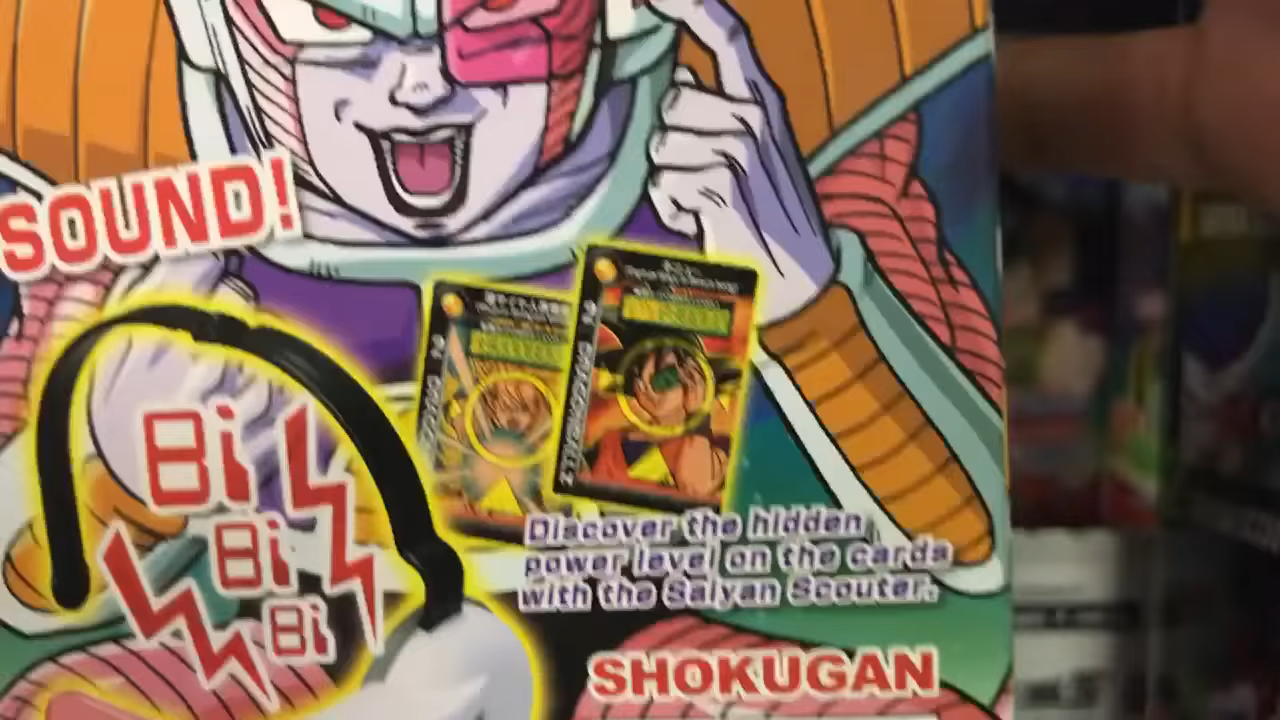 SOUND!
Bi
Bi
Bi
Discover the hidden
power level on the cards
with the Saiyan Scouter.
SHOKUGAN